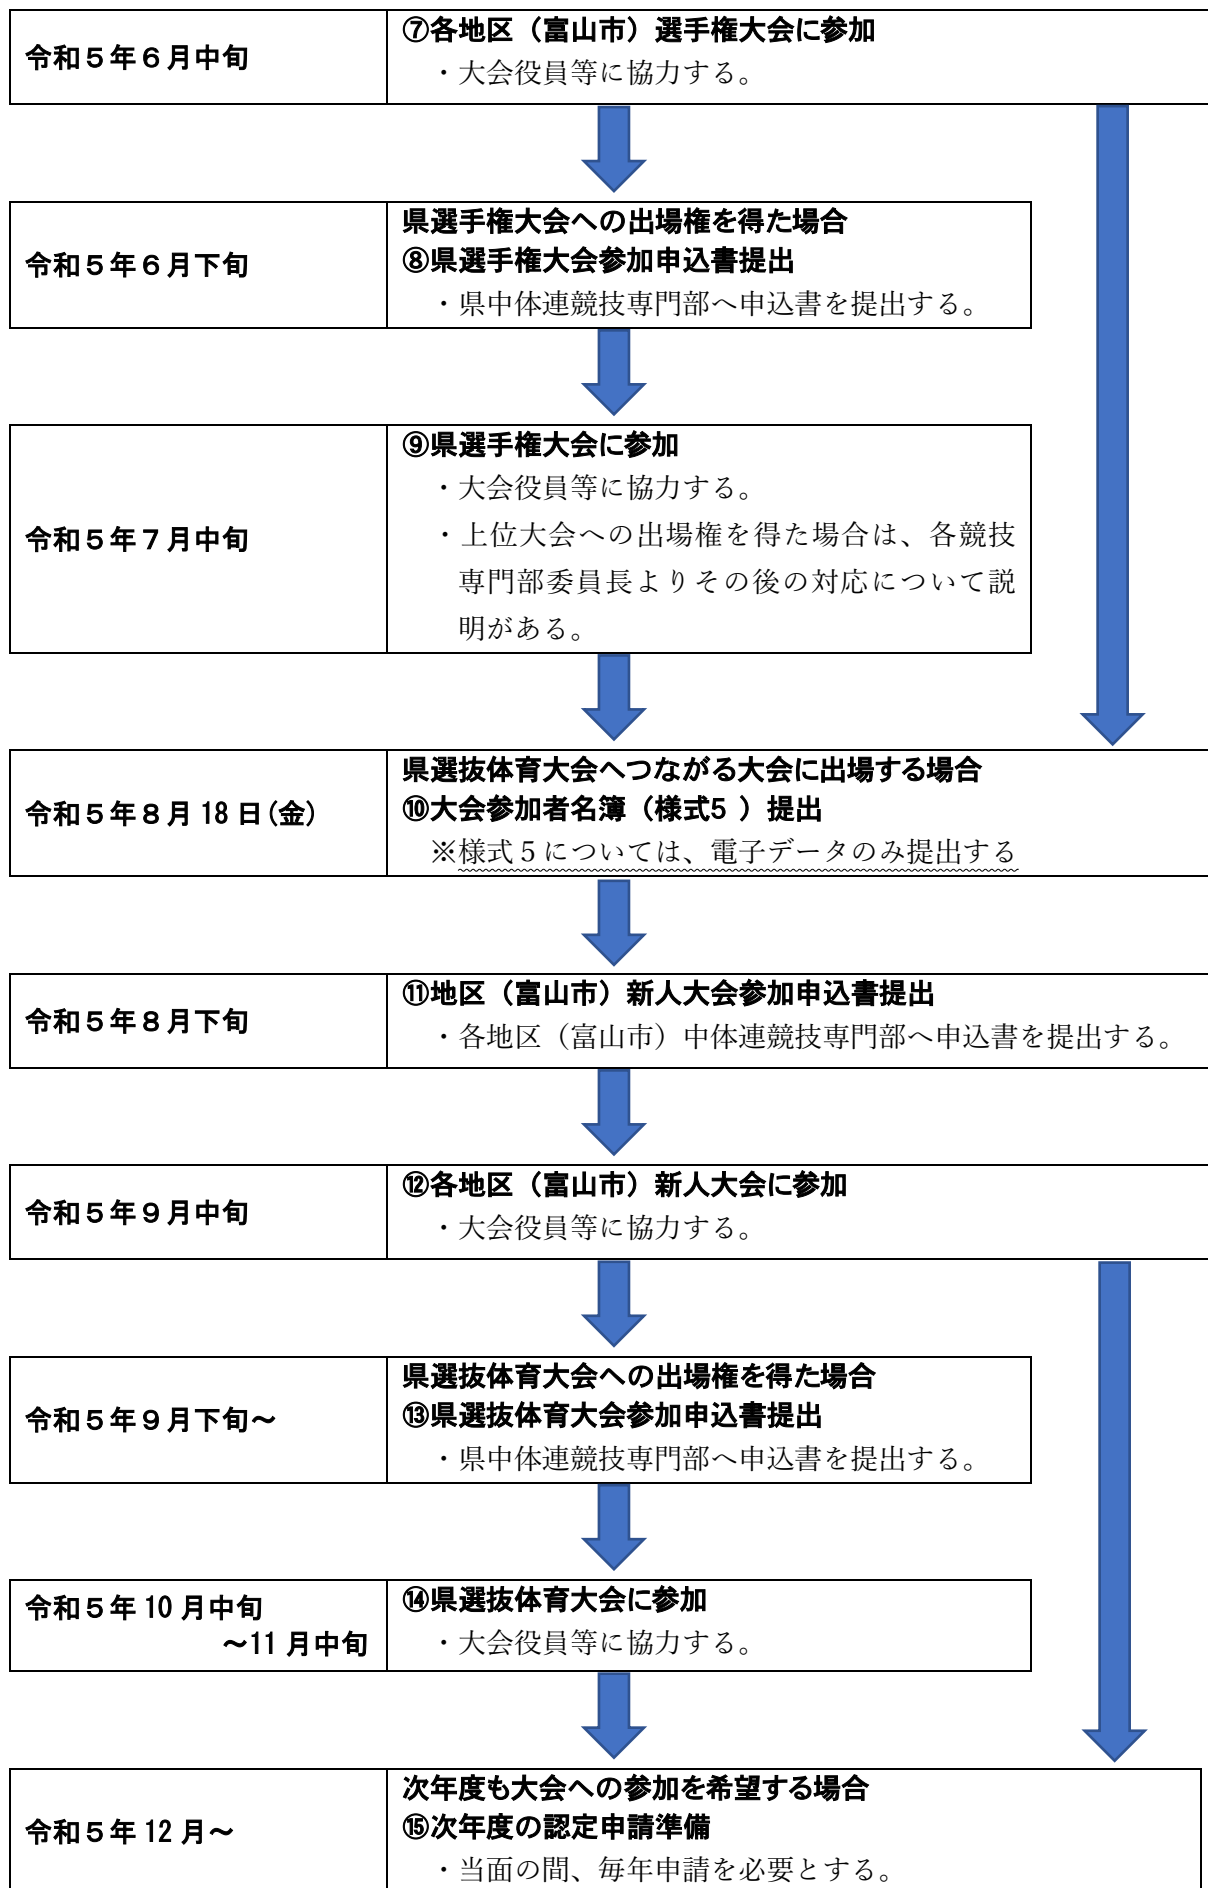 令和５年６月中旬
⑦各地区（富山市）選手権大会に参加
・大会役員等に協力する。
令和５年６月下旬
県選手権大会への出場権を得た場合
⑧県選手権大会参加申込書提出
・県中体連競技専門部へ申込書を提出する。
令和５年７月中旬
⑨県選手権大会に参加
・大会役員等に協力する。
・上位大会への出場権を得た場合は、各競技
専門部委員長よりその後の対応について説
明がある。
令和５年８月18日(金)
県選抜体育大会へつながる大会に出場する場合
⑩大会参加者名簿（様式5 ）提出
※様式５については、電子データのみ提出する
令和５年８月下旬
⑪地区（富山市）新人大会参加申込書提出
・各地区（富山市）中体連競技専門部へ申込書を提出する。
令和５年９月中旬
⑫各地区（富山市）新人大会に参加
・大会役員等に協力する。
令和５年９月下旬～
県選抜体育大会への出場権を得た場合
⑬県選抜体育大会参加申込書提出
・県中体連競技専門部へ申込書を提出する。
令和５年10月中旬
～11月中旬
⑭県選抜体育大会に参加
・大会役員等に協力する。
令和５年12月～
次年度も大会への参加を希望する場合
⑮次年度の認定申請準備
・当面の間、毎年申請を必要とする。